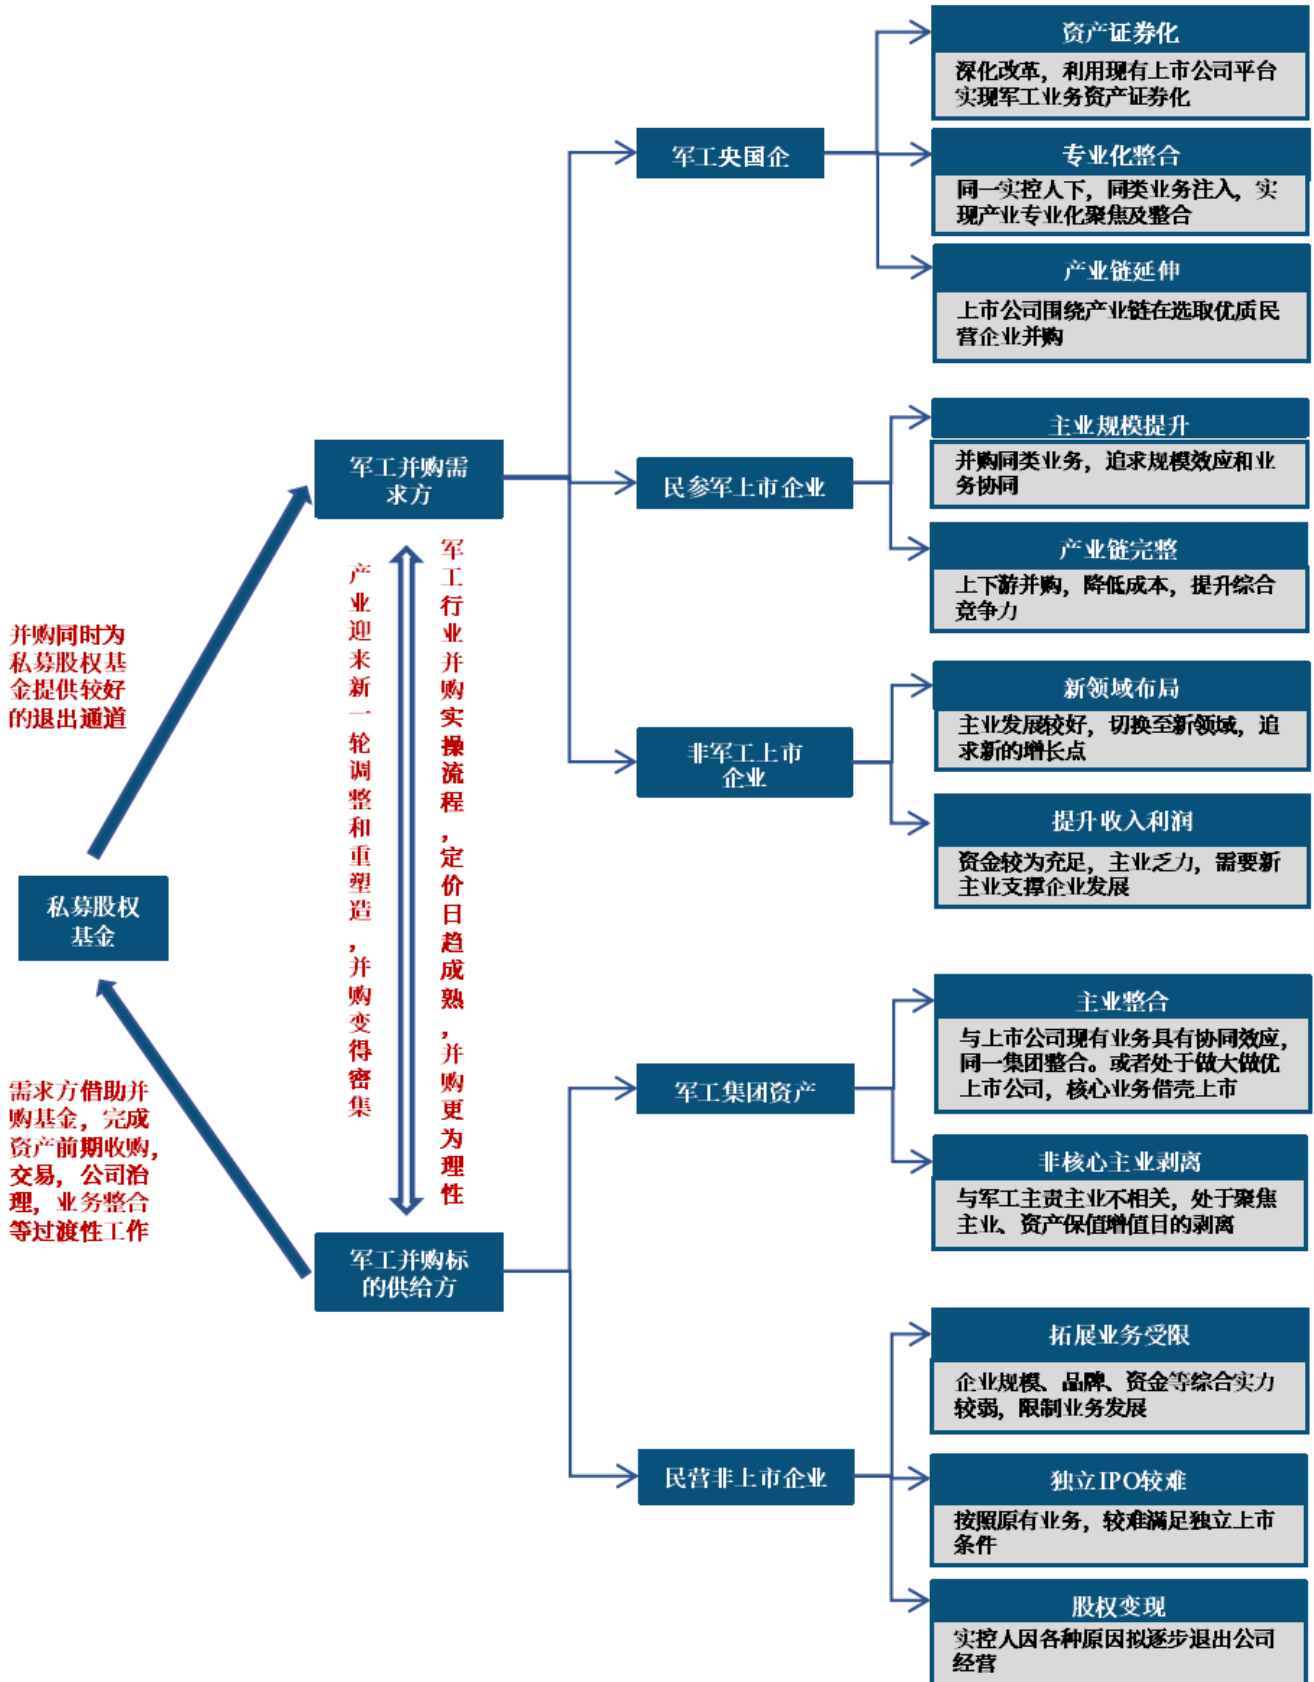 资产证券化
深化改革，利用现有上市公司平台
实现军工业务资产证券化
军工央国企
专业化整合
同一实控人下，同类业务注入，实
现产业专业化聚焦及整合
产业链延伸
上市公司围绕产业链在选取优质民
营企业并购
军工并购需
求方
民参军上市企业
主业规模提升
并购同类业务，追求规模效应和业
务协同
产业链完整
上下游并购，降低成本，提升综合
竞争力
非军工上市
企业
新领域布局
主业发展较好，切换至新领域，追
求新的增长点
提升收入利润
资金较为充足，主业乏力，需要新
主业支撑企业发展
并购同时为
私募股权基
金提供较好
的退出通道
产业迎来新一轮调整和重塑造，并购变得密集
军工行业并购实操流程，定价日趋成熟，并购更为理性
私募股权
基金
需求方借助并
购基金，完成
资产前期收购，
交易，公司治
理，业务整合
等过渡性工作
军工并购标
的供给方
军工集团资产
主业整合
与上市公司现有业务具有协同效应，
同一集团整合。或者处于做大做优
上市公司，核心业务借壳上市
非核心主业剥离
与军工主责主业不相关，处于聚焦
主业、资产保值增值目的剥离
民营非上市企业
拓展业务受限
企业规模、品牌、资金等综合实力
较弱，限制业务发展
独立IPO较难
按照原有业务，较难满足独立上市
条件
股权变现
实控人因各种原因拟逐步退出公司
经营